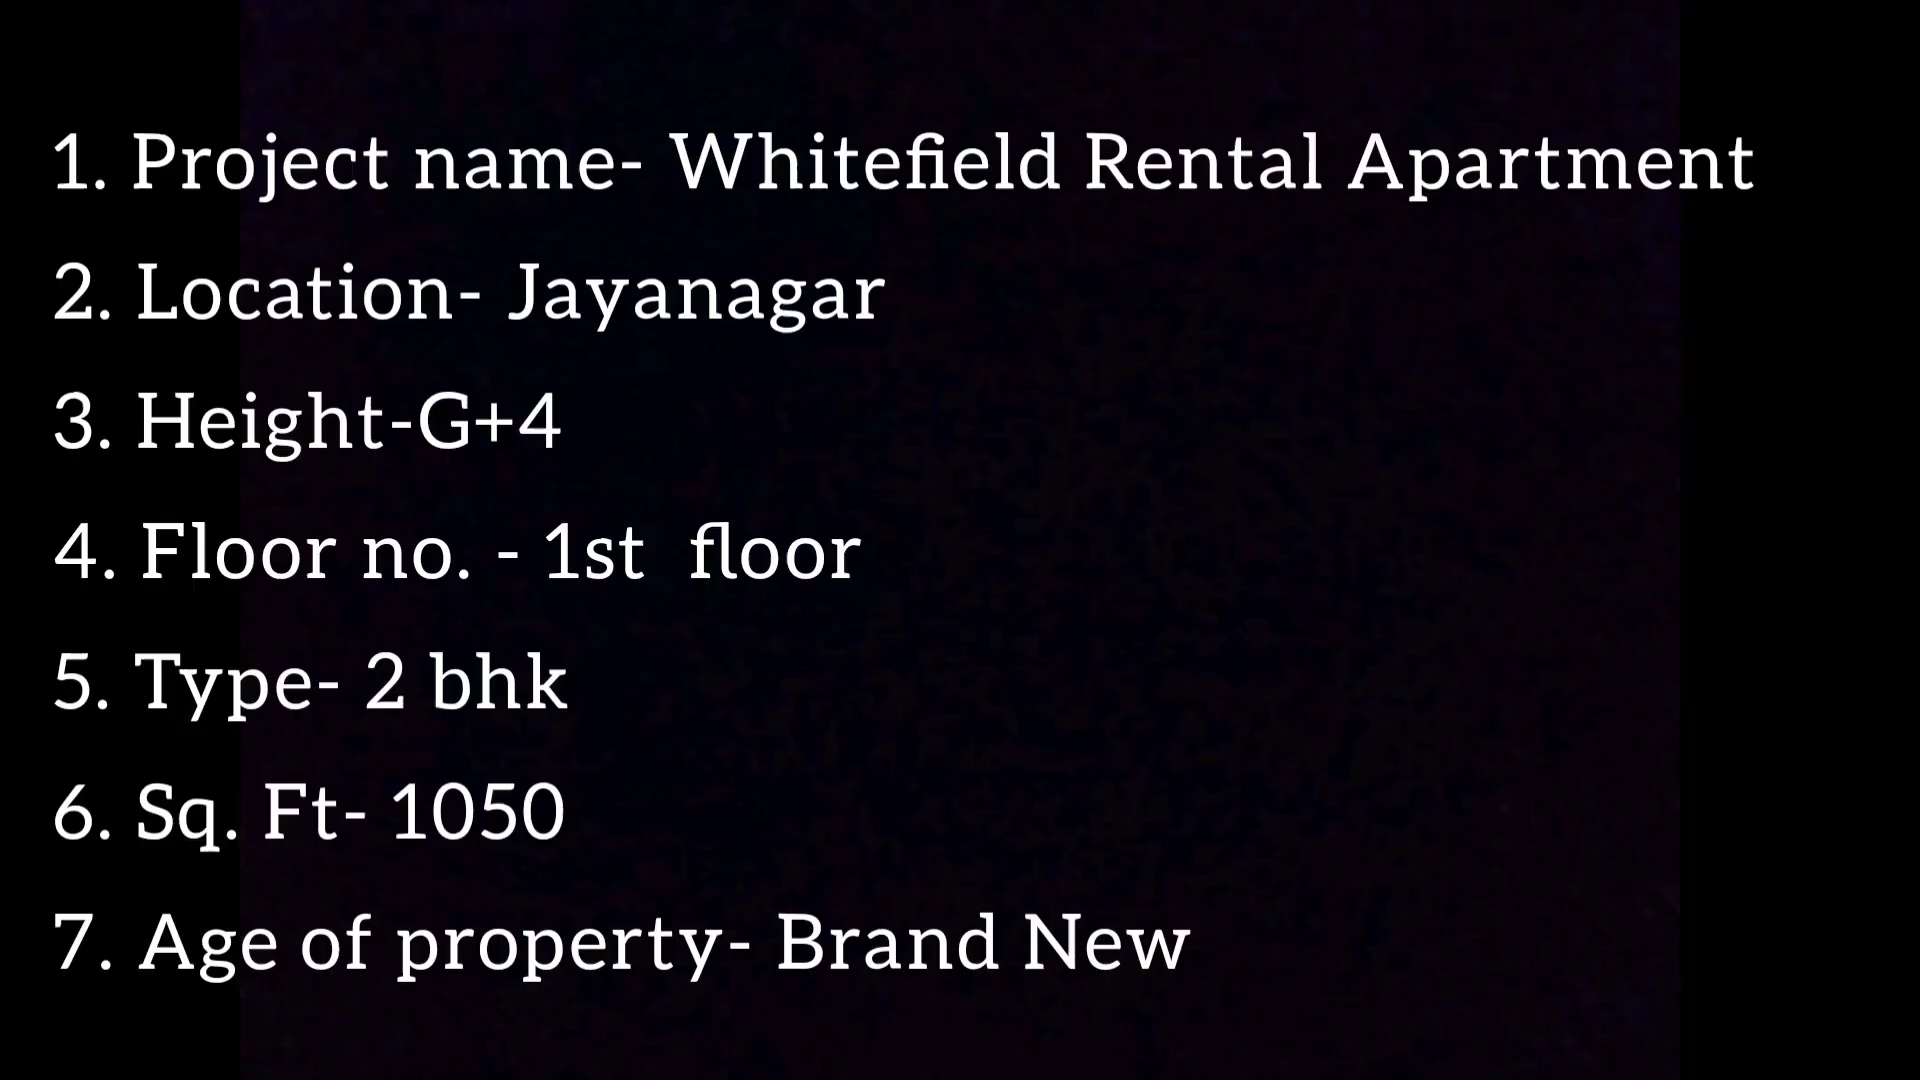 1. Project name- Whitefield Rental Apartment
2. Location- Jayanagar
3. Height-G+4
4. Floor no. - 1st  floor
5. Type- 2 bhk
6. Sq. Ft- 1050
7. Age of property- Brand New